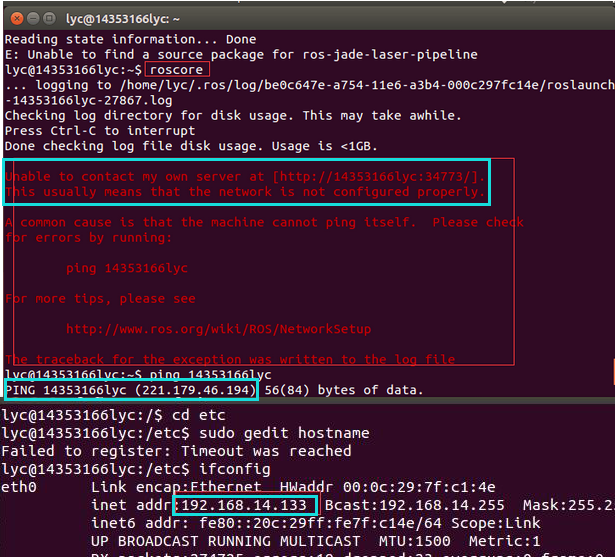 lyc@14353166lyc: ~
Reading state information... Done
E: Unable to find a source package for ros-jade-laser-pipeline
lyc@14353166lyc:~$ roscore
... logging to /home/lyc/.ros/log/be0c647e-a754-11e6-a3b4-000c297fc14e/roslaunch
-14353166lyc-27867.log
Checking log directory for disk usage. This may take awhile.
Press Ctrl-C to interrupt
Done checking log file disk usage. Usage is <1GB.
Unable to contact my own server at [http://14353166lyc:34773/].
This usually means that the network is not configured properly.
A common cause is that the machine cannot ping itself.  Please check
for errors by running:
ping 14353166lyc
For more tips, please see
http://www.ros.org/wiki/ROS/NetworkSetup
The traceback for the exception was written to the log file
lyc@14353166lyc:~$ ping 14353166lyc
PING 14353166lyc (221.179.46.194) 56(84) bytes of data.
lyc@14353166lyc:/$ cd etc
lyc@14353166lyc:/etc$ sudo gedit hostname
Failed to register: Timeout was reached
lyc@14353166lyc:/etc$ ifconfig
eth0 Link encap:Ethernet HWaddr 00:0c:29:7f:c1:4e
inet addr:192.168.14.133 Bcast:192.168.14.255 Mask:255.2
inet6 addr: fe80::20c:29ff:fe7f:c14e/64 Scope:Link
UP BROADCAST RUNNING MULTICAST MTU:1500 Metric:1